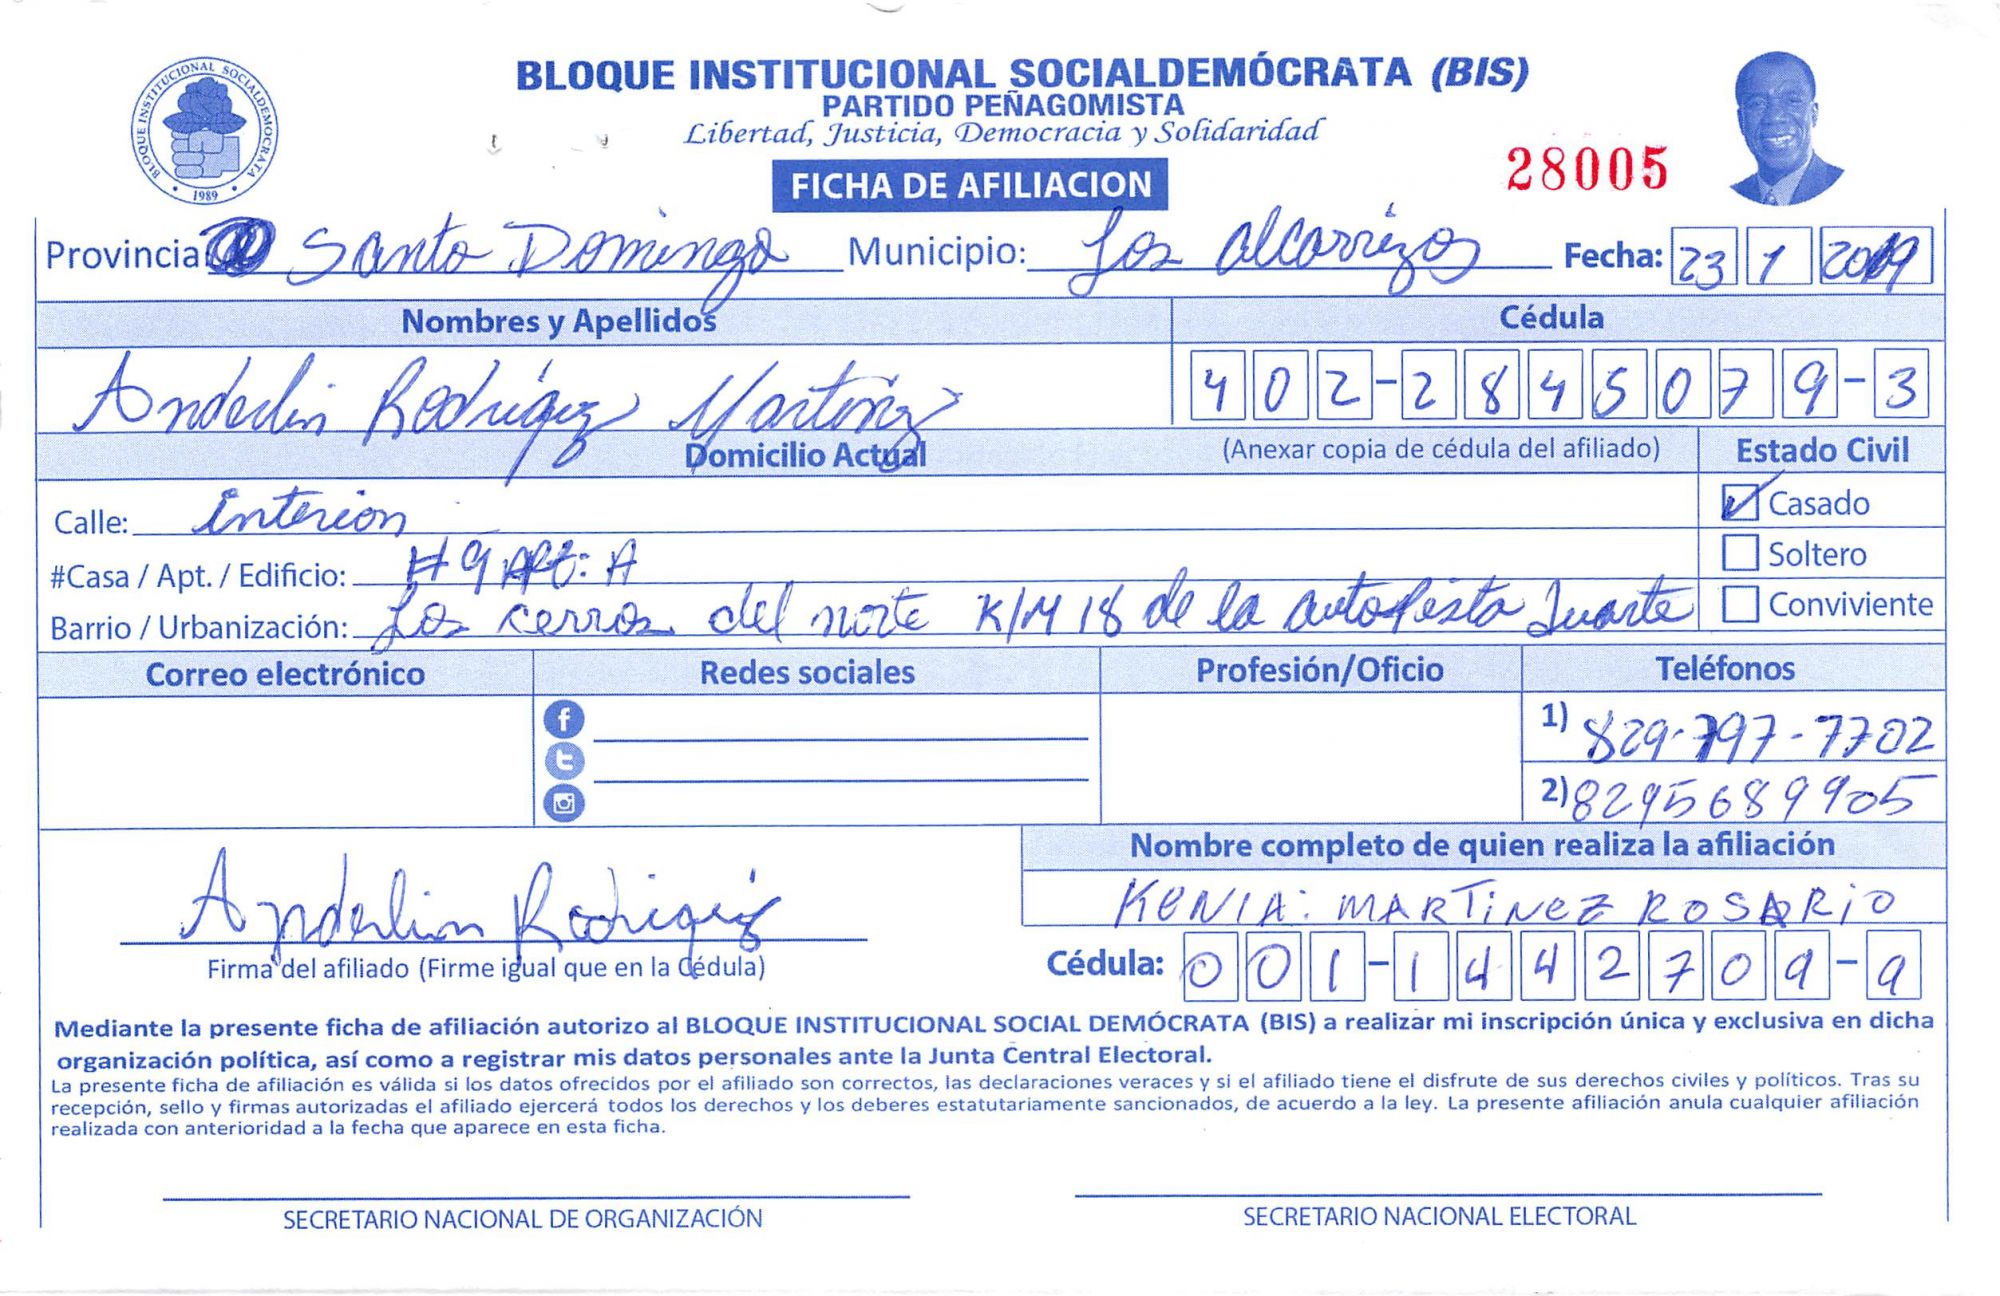 BLOQUE INSTITUCIONAL SOCIALDEMÓCRATA (BIS)
PARTIDO PEÑAGOMISTA
Libertad, Justicia, Democracia y Solidaridad
BLOQUE INSTITUCIONAL SOCIALDEMOCRATA
1989
FICHA DE AFILIACION
28005
Provincia Santo Domingo Municipio: Los alcarrizos Fecha: 23 1 2019
Nombres y Apellidos Cédula
Anderlin Rodriguez Martinez 402-2845079-3
Domicilio Actual (Anexar copia de cédula del afiliado) Estado Civil
Calle: interion Casado
#Casa / Apt. / Edificio: #9 Apt: A Soltero
Barrio / Urbanización: Los cerros del norte K/M 18 de la autopista Duarte Conviviente
Correo electrónico Redes sociales Profesión/Oficio Teléfonos
1) 829-797-7702
2) 8295689905
Nombre completo de quien realiza la afiliación
Anderlin Rodriguez KENIA: MARTiNEZ ROSARiO
Firma del afiliado (Firme igual que en la Cédula) Cédula: 001-1442709-9
Mediante la presente ficha de afiliación autorizo al BLOQUE INSTITUCIONAL SOCIAL DEMÓCRATA (BIS) a realizar mi inscripción única y exclusiva en dicha
organización política, así como a registrar mis datos personales ante la Junta Central Electoral.
La presente ficha de afiliación es válida si los datos ofrecidos por el afiliado son correctos, las declaraciones veraces y si el afiliado tiene el disfrute de sus derechos civiles y políticos. Tras su
recepción, sello y firmas autorizadas el afiliado ejercerá todos los derechos y los deberes estatutariamente sancionados, de acuerdo a la ley. La presente afiliación anula cualquier afiliación
realizada con anterioridad a la fecha que aparece en esta ficha.
SECRETARIO NACIONAL DE ORGANIZACIÓN SECRETARIO NACIONAL ELECTORAL